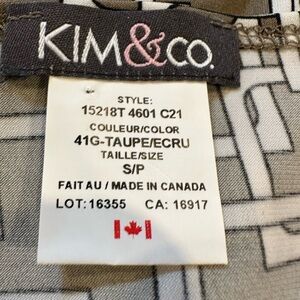 KIM&CO.
STYLE:
15218T 4601 C21
COULEUR/COLOR
41G-TAUPE/ECRU
TAILLE/SIZE
S/P
FAIT AU / MADE IN CANADA
LOT: 16355 CA: 16917